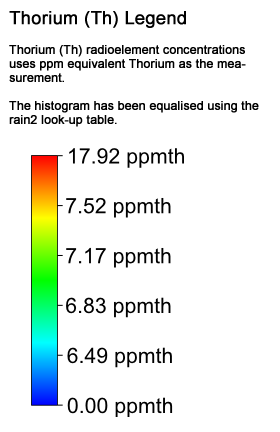 Thorium (Th) Legend
Thorium (Th) radioelement concentrations
uses ppm equivalent Thorium as the mea-
surement.
The histogram has been equalised using the
rain2 look-up table.
17.92 ppmth
7.52 ppmth
7.17 ppmth
6.83 ppmth
6.49 ppmth
0.00 ppmth